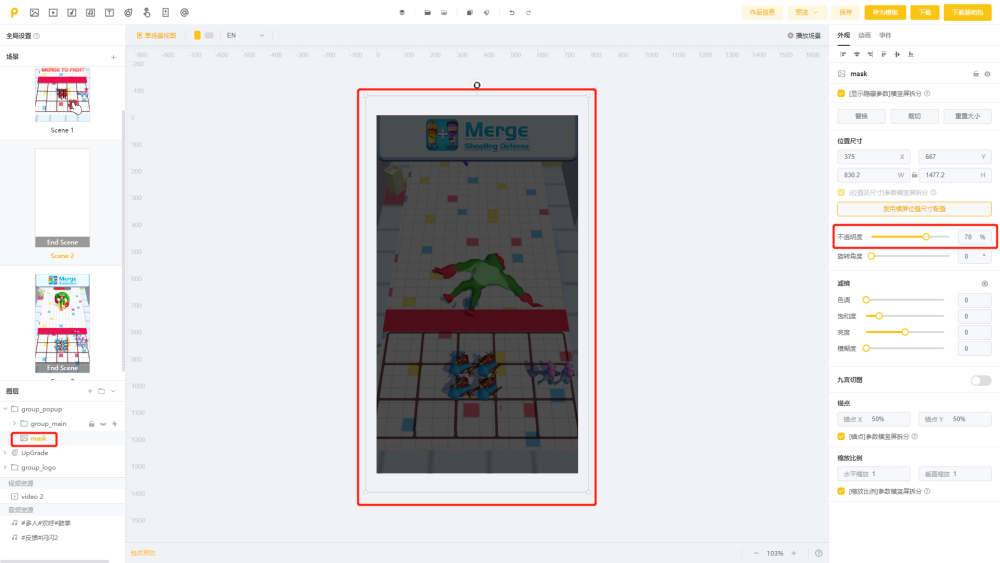 作品信息
预览
保存
存为模板
下载
下载基础包
全局设置
单场景视图
EN
播放场景
外观
动画
事件
场景
-900
-800
-700
-600
-500
-400
-300
-200
-100
0
100
200
300
400
500
600
700
800
900
1000
1100
1200
1300
1400
1500
1600
-200
-100
0
100
200
300
400
500
600
700
800
900
1000
1100
1200
1300
1400
1500
MERGE TO FIGHT!
Scene 1
End Scene
Scene 2
Merge
End Scene
Merge
Shooting Defense
mask
[显示隐藏参数]横竖屏拆分
替换
裁切
重置大小
位置尺寸
375 X
667 Y
830.2 W
1477.2 H
[位置及尺寸]参数横竖屏拆分
复用横屏位置尺寸配置
不透明度
70 %
旋转角度
0 °
滤镜
色调
0
饱和度
0
亮度
0
模糊度
0
九宫切图
锚点
锚点 X 50%
锚点 Y 50%
[锚点]参数横竖屏拆分
缩放比例
水平缩放 1
垂直缩放 1
[缩放比例]参数横竖屏拆分
图层
group_popup
group_main
mask
UpGrade
group_logo
视频资源
video 2
音频资源
#多人#欢呼#鼓掌
#反馈#闪闪2
103%